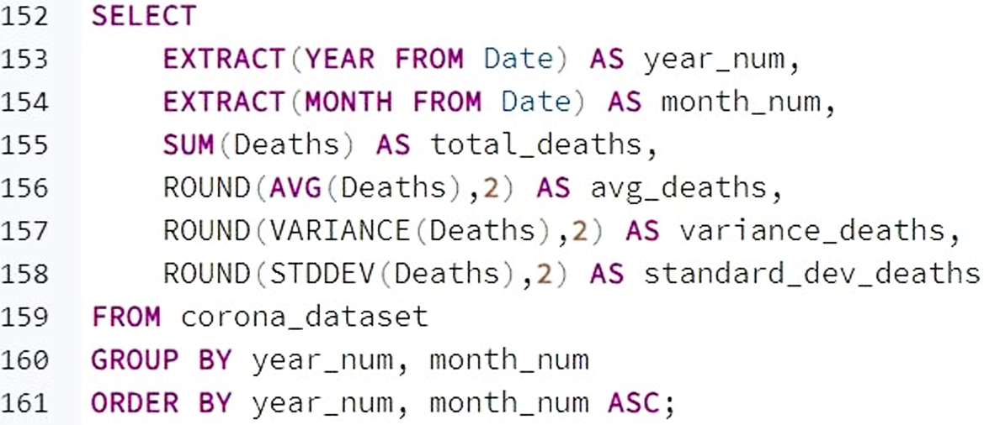 152 SELECT
153 EXTRACT(YEAR FROM Date) AS year_num,
154 EXTRACT(MONTH FROM Date) AS month_num,
155 SUM(Deaths) AS total_deaths,
156 ROUND(AVG(Deaths),2) AS avg_deaths,
157 ROUND(VARIANCE(Deaths),2) AS variance_deaths,
158 ROUND(STDDEV(Deaths),2) AS standard_dev_deaths
159 FROM corona_dataset
160 GROUP BY year_num, month_num
161 ORDER BY year_num, month_num ASC;